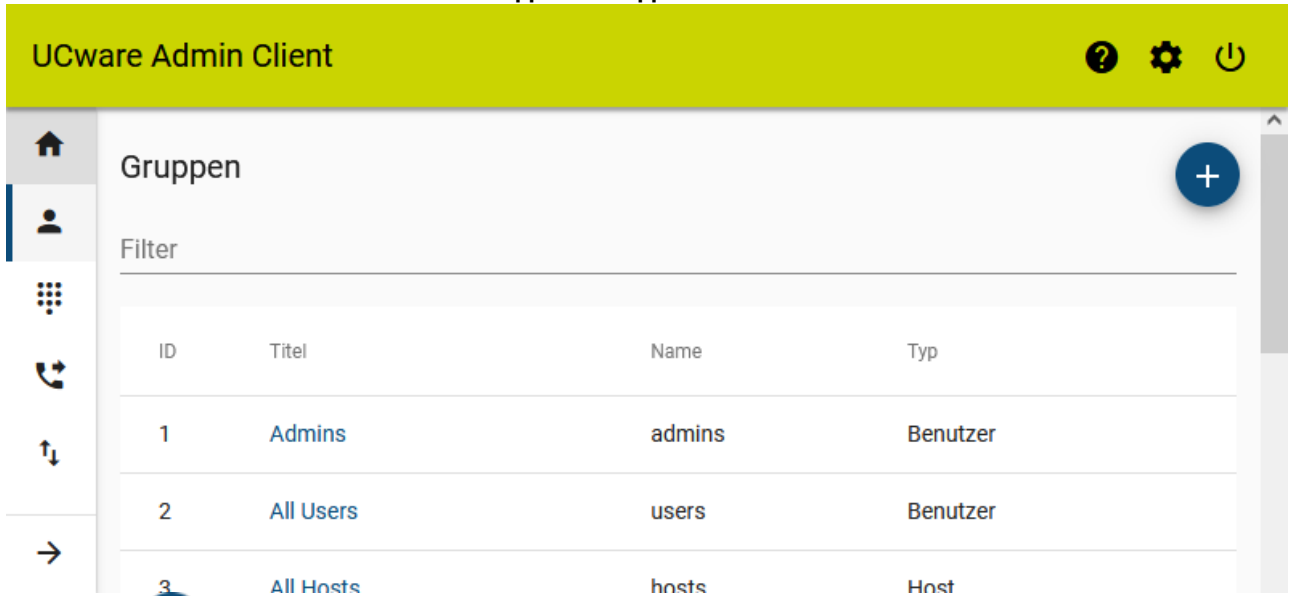 UCware Admin Client
Gruppen
Filter
ID Titel Name Typ
1 Admins admins Benutzer
2 All Users users Benutzer
3 All Hosts hosts Host